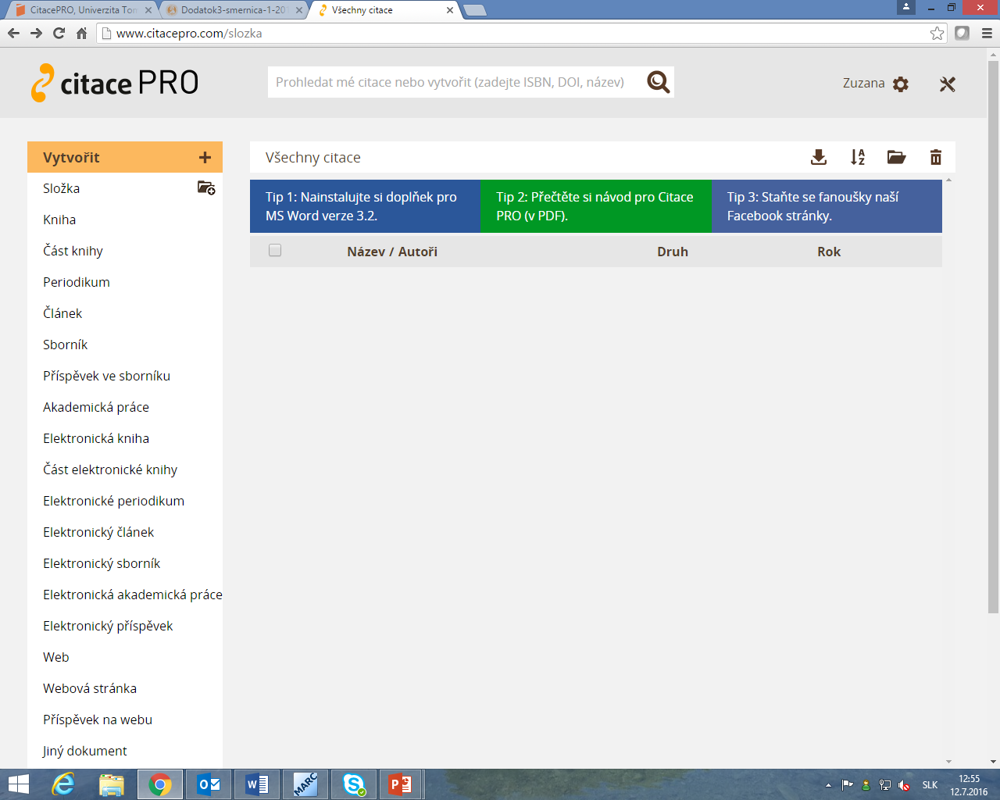 CitacePRO, Univerzita Tom
Dodatok3-smernica-1-201
Všechny citace
www.citacepro.com/slozka
citace PRO
Prohledat mé citace nebo vytvořit (zadejte ISBN, DOI, název)
Zuzana
Vytvořit
Složka
Kniha
Část knihy
Periodikum
Článek
Sborník
Příspěvek ve sborníku
Akademická práce
Elektronická kniha
Část elektronické knihy
Elektronické periodikum
Elektronický článek
Elektronický sborník
Elektronická akademická práce
Elektronický příspěvek
Web
Webová stránka
Příspěvek na webu
Jiný dokument
Všechny citace
A
Z
Tip 1: Nainstalujte si doplňek pro
MS Word verze 3.2.
Tip 2: Přečtěte si návod pro Citace
PRO (v PDF).
Tip 3: Staňte se fanoušky naší
Facebook stránky.
Název / Autoři
Druh
Rok
MARC
SLK
12:55
12.7.2016